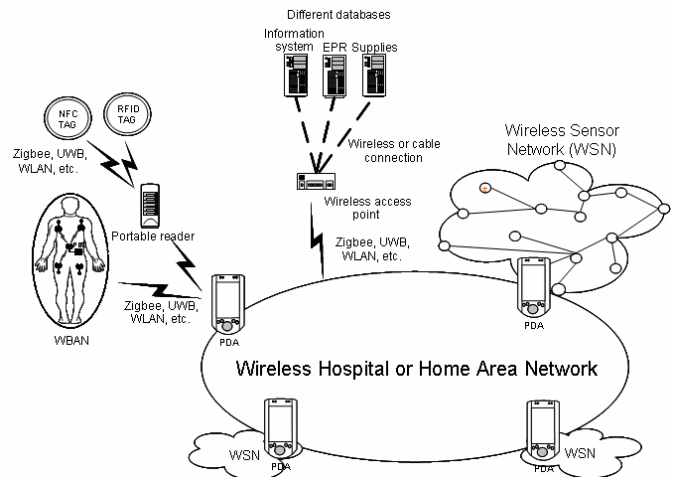 Different databases
Information
system
EPR
Supplies
NFC
TAG
RFID
TAG
Zigbee, UWB,
WLAN, etc.
Portable reader
Wireless or cable
connection
Wireless access
point
Zigbee, UWB,
WLAN, etc.
Wireless Sensor
Network (WSN)
Zigbee, UWB,
WLAN, etc.
WBAN
PDA
PDA
Wireless Hospital or Home Area Network
WSN
PDA
WSN
PDA